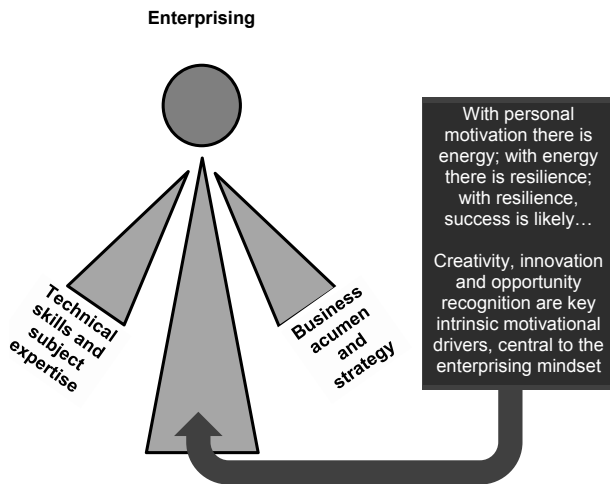 Enterprising
With personal
motivation there is
energy; with energy
there is resilience;
with resilience,
success is likely…
Creativity, innovation
and opportunity
recognition are key
intrinsic motivational
drivers, central to the
enterprising mindset
Technical
skills and
subject
expertise
Business
acumen
and
strategy